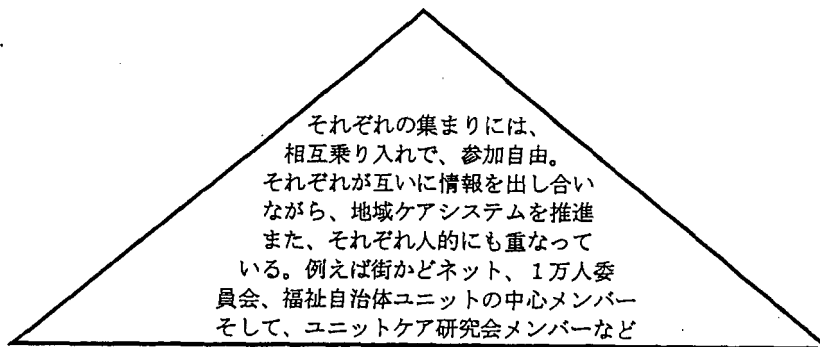 それぞれの集まりには、
相互乗り入れで、参加自由。
それぞれが互いに情報を出し合い
ながら、地域ケアシステムを推進
また、それぞれ人的にも重なって
いる。例えば街かどネット、1万人委
員会、福祉自治体ユニットの中心メンバー
そして、ユニットケア研究会メンバーなど